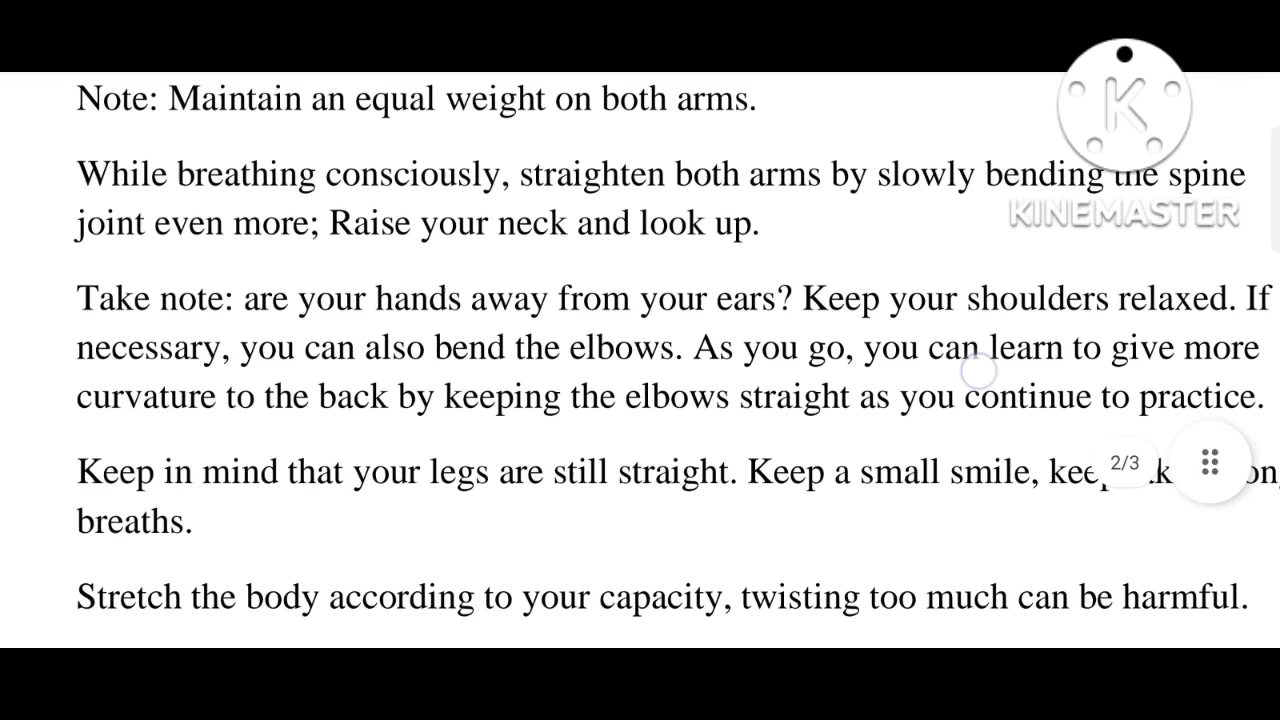 Note: Maintain an equal weight on both arms.
While breathing consciously, straighten both arms by slowly bending the spine
joint even more; Raise your neck and look up.
KINEMASTER
Take note: are your hands away from your ears? Keep your shoulders relaxed. If
necessary, you can also bend the elbows. As you go, you can learn to give more
curvature to the back by keeping the elbows straight as you continue to practice.
Keep in mind that your legs are still straight. Keep a small smile,
2/3
breaths.
Stretch the body according to your capacity, twisting too much can be harmful.